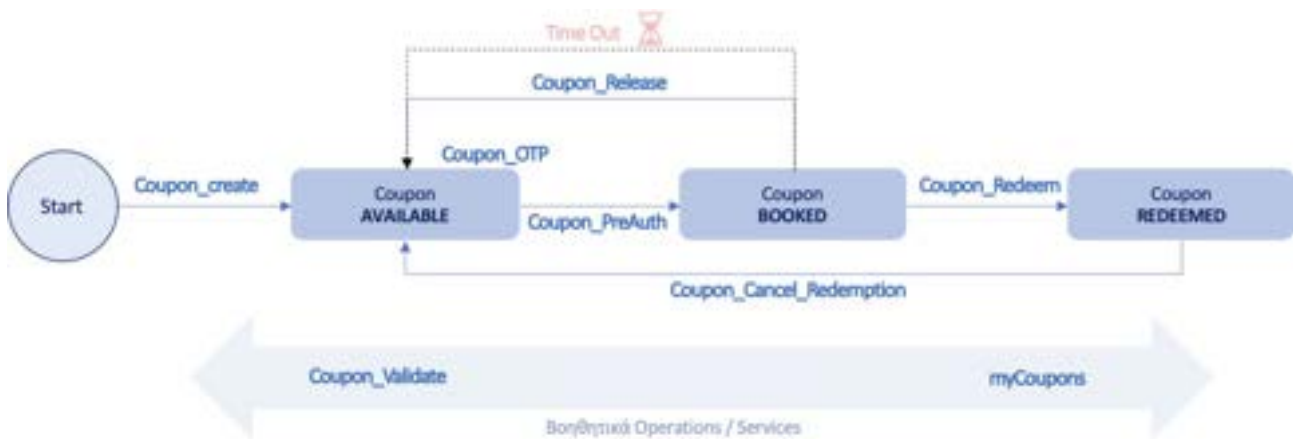 Time Out
Coupon_Release
Coupon_OTP
Start
Coupon_create
Coupon
AVAILABLE
Coupon_PreAuth
Coupon
BOOKED
Coupon_Redeem
Coupon
REDEEMED
Coupon_Cancel_Redemption
Coupon_Validate
myCoupons
Βοηθητικά Operations / Services